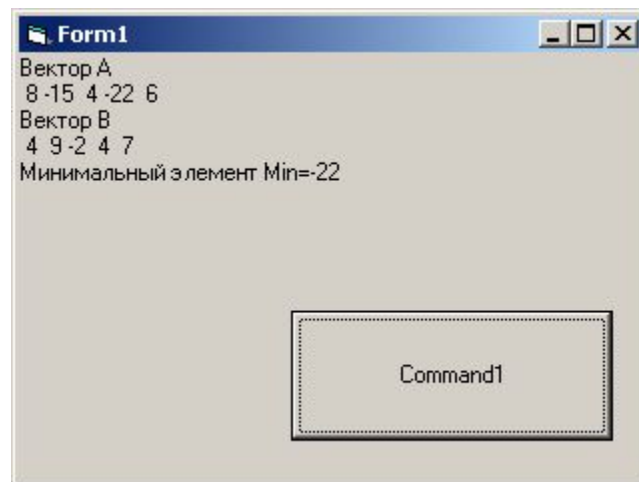 Form1
Вектор A
8 -15 4 -22 6
Вектор B
4 9 -2 4 7
Минимальный элемент Min=-22
Command1